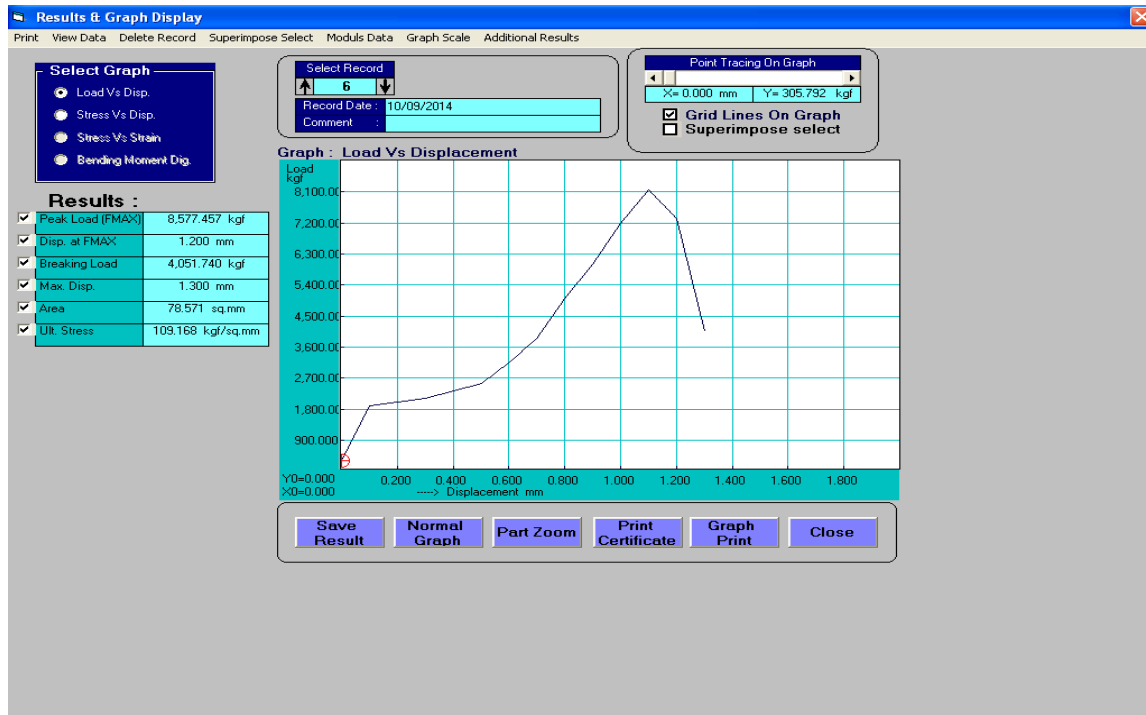 Results & Graph Display
Print View Data Delete Record Superimpose Select Moduls Data Graph Scale Additional Results
Select Graph
Load Vs Disp.
Stress Vs Disp.
Stress Vs Strain
Bending Moment Dig.
Select Record
6
Record Date : 10/09/2014
Comment :
Point Tracing On Graph
X= 0.000 mm Y= 305.792 kgf
Grid Lines On Graph
Superimpose select
Results :
Peak Load (FMAX) 8,577.457 kgf
Disp. at FMAX 1.200 mm
Breaking Load 4,051.740 kgf
Max. Disp. 1.300 mm
Area 78.571 sq.mm
Ult. Stress 109.168 kgf/sq.mm
Graph : Load Vs Displacement
Load
kgf
8,100.00
7,200.00
6,300.00
5,400.00
4,500.00
3,600.00
2,700.00
1,800.00
900.000
Y0=0.000 0.200 0.400 0.600 0.800 1.000 1.200 1.400 1.600 1.800
X0=0.000 ----> Displacement mm
Save Result
Normal Graph
Part Zoom
Print Certificate
Graph Print
Close